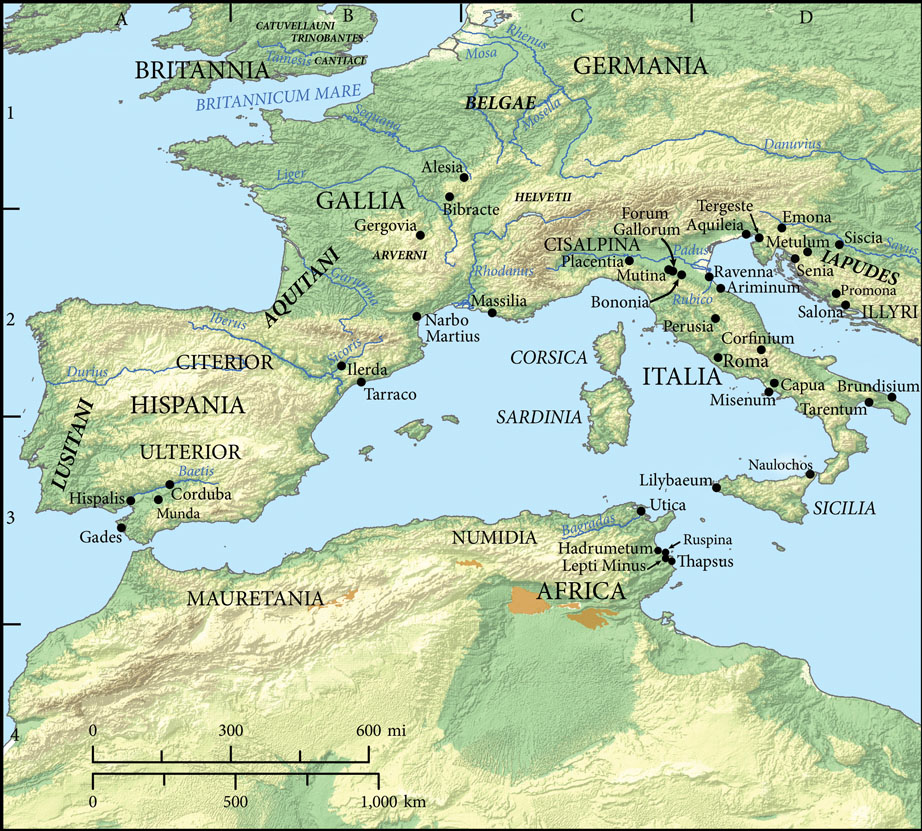 A
B
C
D
CATUVELLAUNI
TRINOBANTES
Tamesis
CANTIACI
BRITANNIA
BRITANNICUM MARE
Rhenus
Mosa
GERMANIA
BELGAE
Mosella
1
Sequana
Danuvius
Alesia
Liger
HELVETII
GALLIA
Bibracte
Gergovia
ARVERNI
Forum
Gallorum
Tergeste
Aquileia
Emona
CISALPINA
Padus
Metulum
Siscia
Savus
Placentia
Mutina
Senia
IAPUDES
AQUITANI
Garunna
Rhodanus
Ravenna
Ariminum
Promona
Bononia
Rubico
Massilia
Salona
ILLYRI
2
Iberus
Narbo
Martius
Perusia
Corfinium
CITERIOR
Sicoris
Ilerda
CORSICA
Roma
Durius
Tarraco
ITALIA
Capua
Brundisium
Misenum
Tarentum
HISPANIA
SARDINIA
LUSITANI
ULTERIOR
Baetis
Naulochos
Hispalis
Corduba
Lilybaeum
Munda
Utica
SICILIA
3
Gades
NUMIDIA
Bagradas
Ruspina
Hadrumetum
Lepti Minus
Thapsus
MAURETANIA
AFRICA
4
0
300
600 mi
0
500
1,000 km